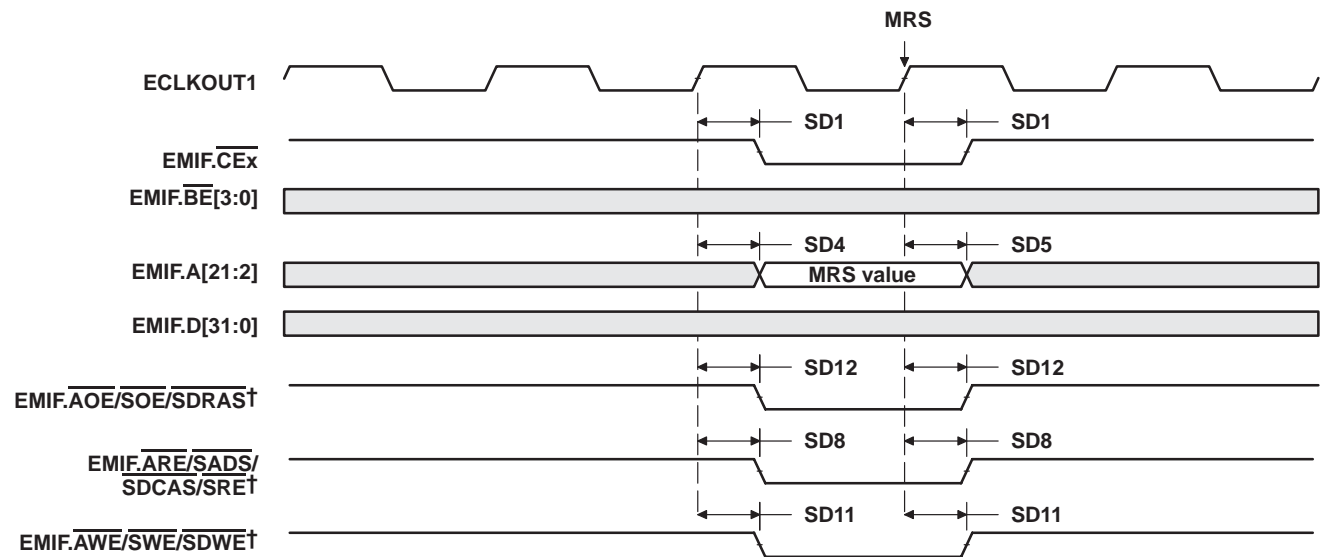 MRS
ECLKOUT1
SD1 SD1
EMIF.CEx
EMIF.BE[3:0]
SD4 SD5
EMIF.A[21:2] MRS value
EMIF.D[31:0]
SD12 SD12
EMIF.AOE/SOE/SDRAS†
SD8 SD8
EMIF.ARE/SADS/
SDCAS/SRE†
SD11 SD11
EMIF.AWE/SWE/SDWE†